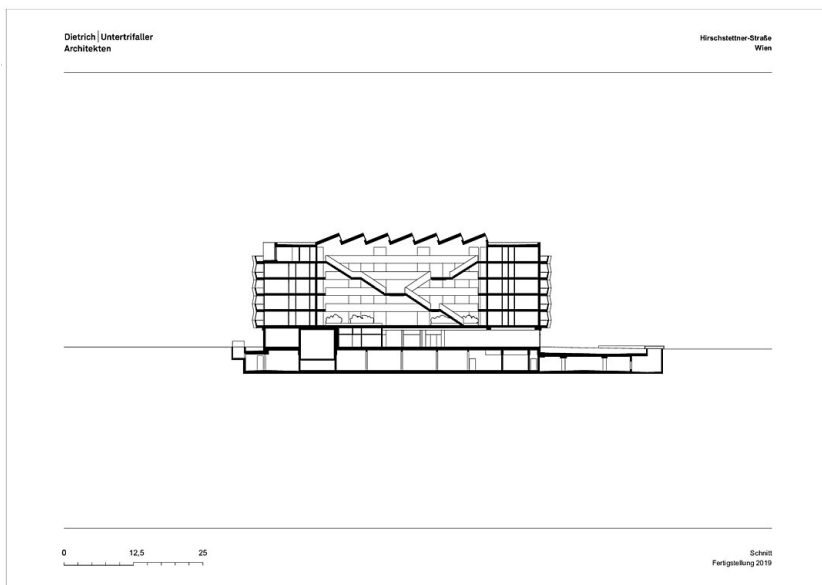 Dietrich | Untertrifaller
Architekten
Hirschstettner-Straße
Wien
0 12,5 25
Schnitt
Fertigstellung 2019